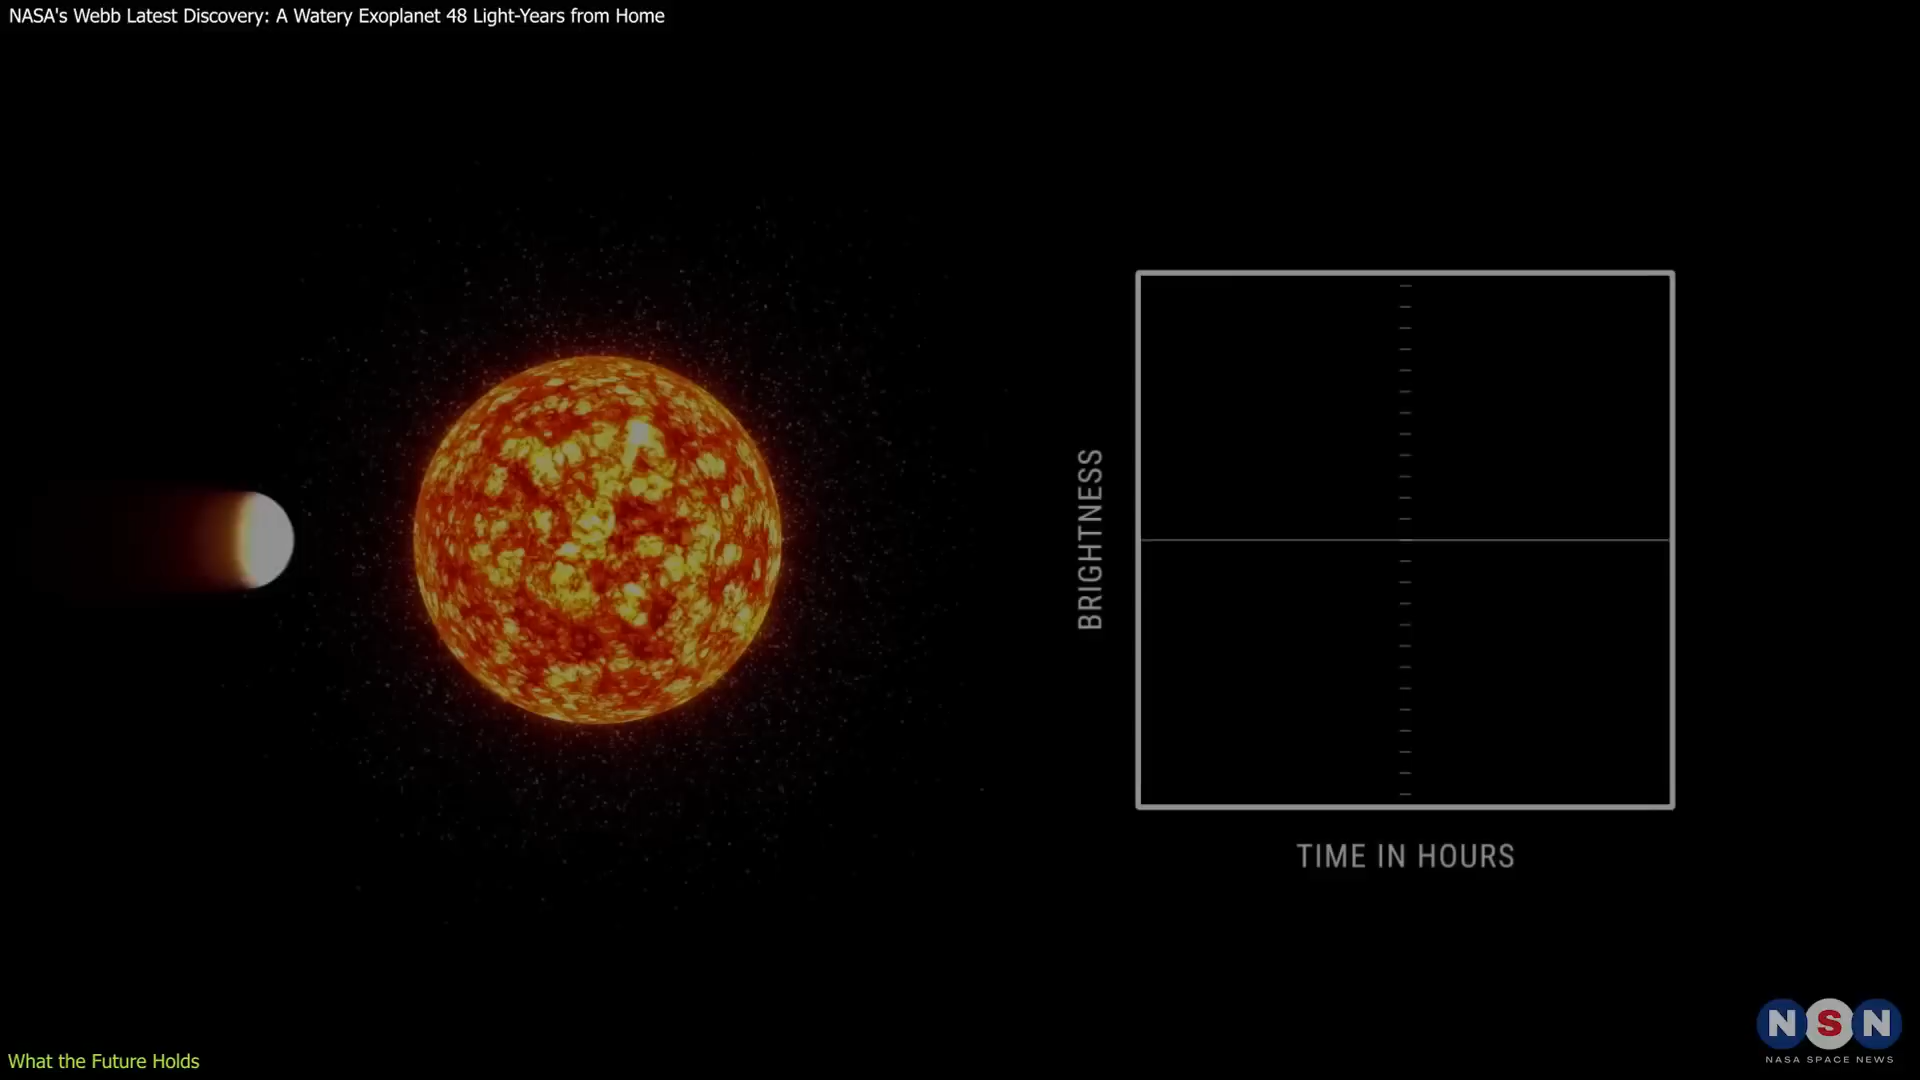 NASA's Webb Latest Discovery: A Watery Exoplanet 48 Light-Years from Home
BRIGHTNESS
TIME IN HOURS
NSN
NASA SPACE NEWS
What the Future Holds